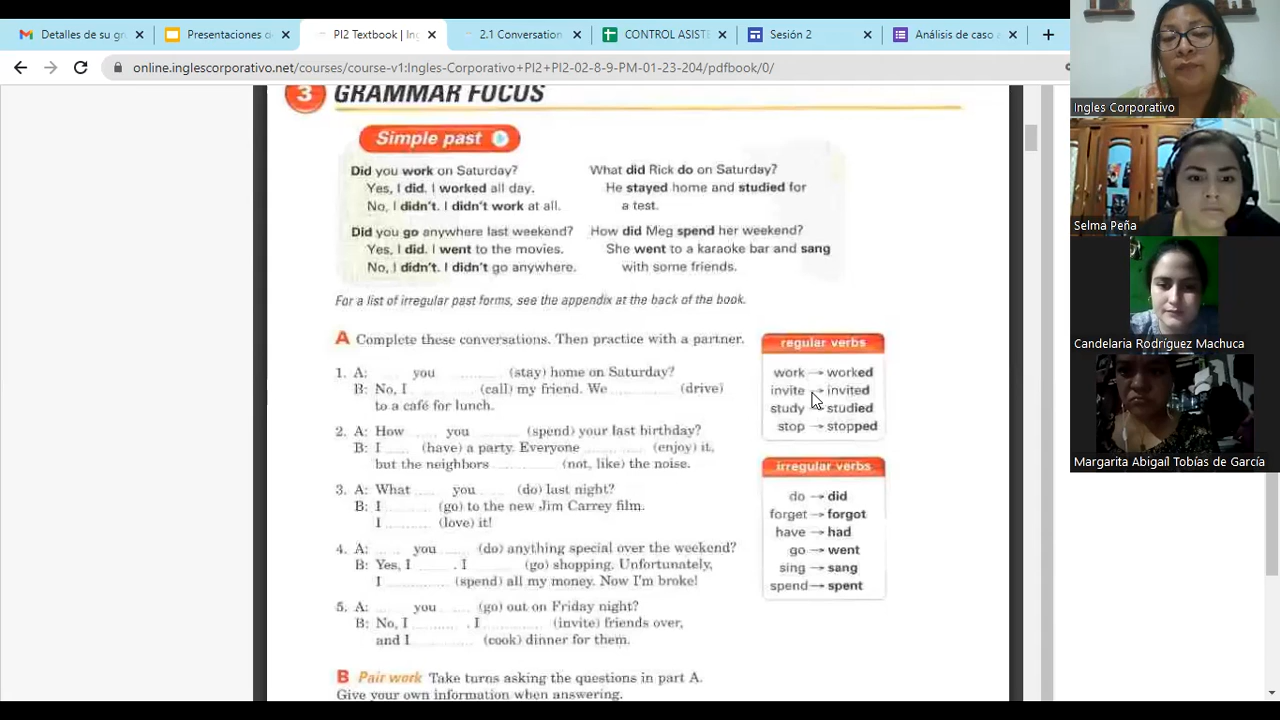 Detalles de su gr
Presentaciones d
PI2 Textbook | Ing
2.1 Conversation
CONTROL ASISTE
Sesión 2
Análisis de caso a
online.inglescorporativo.net/courses/course-v1:Ingles-Corporativo+PI2+PI2-02-8-9-PM-01-23-204/pdfbook/0/
3 GRAMMAR FOCUS
Simple past
Did you work on Saturday?
Yes, I did. I worked all day.
No, I didn't. I didn't work at all.
Did you go anywhere last weekend?
Yes, I did. I went to the movies.
No, I didn't. I didn't go anywhere.
What did Rick do on Saturday?
He stayed home and studied for
a test.
How did Meg spend her weekend?
She went to a karaoke bar and sang
with some friends.
For a list of irregular past forms, see the appendix at the back of the book.
A Complete these conversations. Then practice with a partner.
1. A: ........ you ........ (stay) home on Saturday?
B: No, I ........ (call) my friend. We ........ (drive)
to a café for lunch.
2. A: How ........ you ........ (spend) your last birthday?
B: I ........ (have) a party. Everyone ........ (enjoy) it,
but the neighbors ........ (not, like) the noise.
3. A: What ........ you ........ (do) last night?
B: I ........ (go) to the new Jim Carrey film.
I ........ (love) it!
4. A: ........ you ........ (do) anything special over the weekend?
B: Yes, I ........ . I ........ (go) shopping. Unfortunately,
I ........ (spend) all my money. Now I'm broke!
5. A: ........ you ........ (go) out on Friday night?
B: No, I ........ . I ........ (invite) friends over,
and I ........ (cook) dinner for them.
regular verbs
work → worked
invite → invited
study → studied
stop → stopped
irregular verbs
do → did
forget → forgot
have → had
go → went
sing → sang
spend → spent
B Pair work Take turns asking the questions in part A.
Give your own information when answering.
Ingles Corporativo
Selma Peña
Candelaria Rodríguez Machuca
Margarita Abigaíl Tobías de García